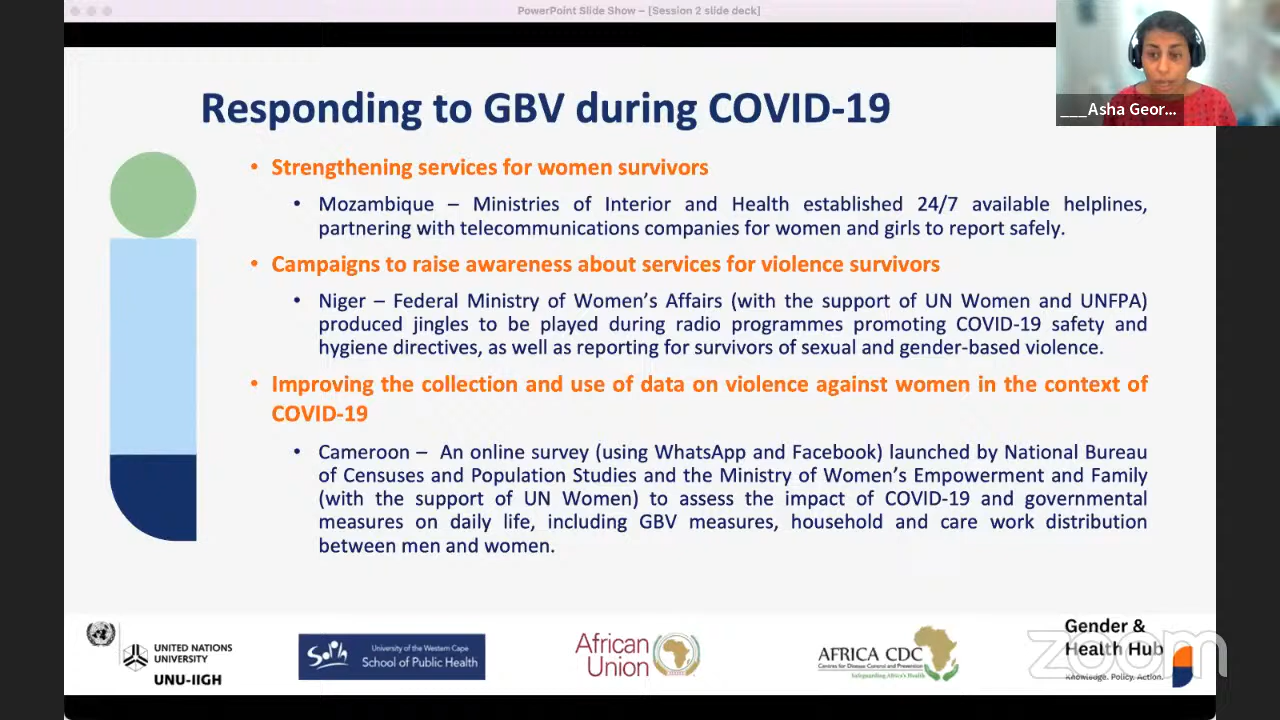 PowerPoint Slide Show – [Session 2 slide deck]
___Asha Geor...
Responding to GBV during COVID-19
• Strengthening services for women survivors
• Mozambique – Ministries of Interior and Health established 24/7 available helplines,
partnering with telecommunications companies for women and girls to report safely.
• Campaigns to raise awareness about services for violence survivors
• Niger – Federal Ministry of Women's Affairs (with the support of UN Women and UNFPA)
produced jingles to be played during radio programmes promoting COVID-19 safety and
hygiene directives, as well as reporting for survivors of sexual and gender-based violence.
• Improving the collection and use of data on violence against women in the context of
COVID-19
• Cameroon – An online survey (using WhatsApp and Facebook) launched by National Bureau
of Censuses and Population Studies and the Ministry of Women's Empowerment and Family
(with the support of UN Women) to assess the impact of COVID-19 and governmental
measures on daily life, including GBV measures, household and care work distribution
between men and women.
UNITED NATIONS
UNIVERSITY
UNU-IIGH
SoPH
University of the Western Cape
School of Public Health
African
Union
AFRICA CDC
Centres for Disease Control and Prevention
Safeguarding Africa's Health
Gender &
Health Hub
Knowledge. Policy. Action.
zoom